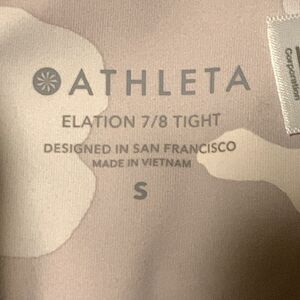 ATHLETA
ELATION 7/8 TIGHT
DESIGNED IN SAN FRANCISCO
MADE IN VIETNAM
S
Corporation